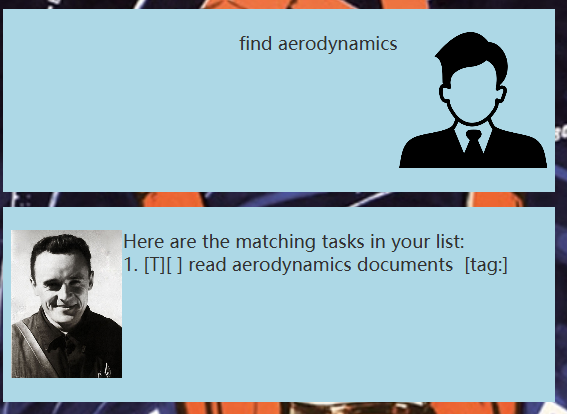 find aerodynamics
Here are the matching tasks in your list:
1. [T][ ] read aerodynamics documents  [tag:]